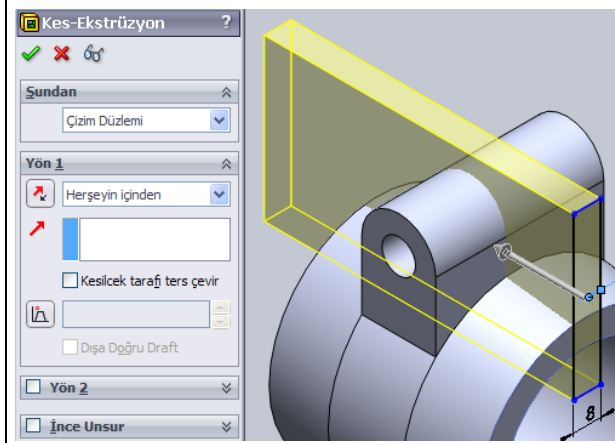 Kes-Ekstrüzyon ?
Şundan
Çizim Düzlemi
Yön 1
Herşeyin içinden
Kesilcek tarafı ters çevir
Dışa Doğru Draft
Yön 2
İnce Unsur
8